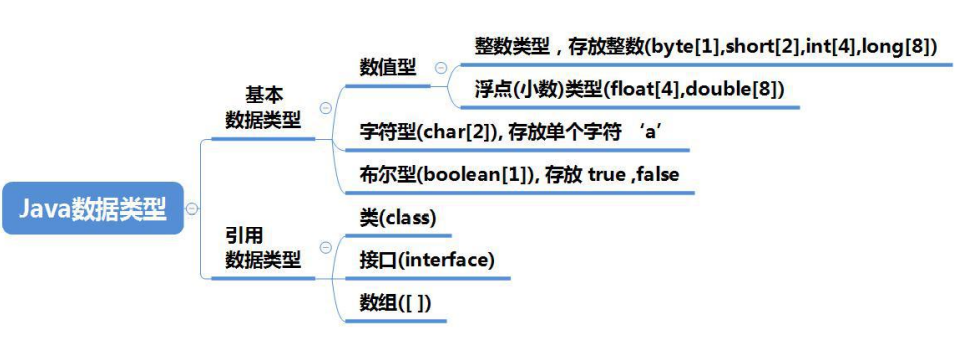 Java数据类型
基本
数据类型
数值型
整数类型，存放整数(byte[1],short[2],int[4],long[8])
浮点(小数)类型(float[4],double[8])
字符型(char[2]), 存放单个字符 ‘a’
布尔型(boolean[1]), 存放 true ,false
引用
数据类型
类(class)
接口(interface)
数组([ ])